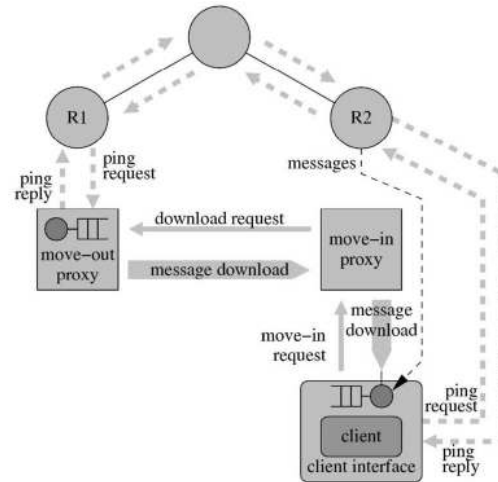 R1
R2
messages
ping
request
ping
reply
download request
move-out
proxy
move-in
proxy
message download
message
download
move-in
request
ping
request
client
ping
reply
client interface